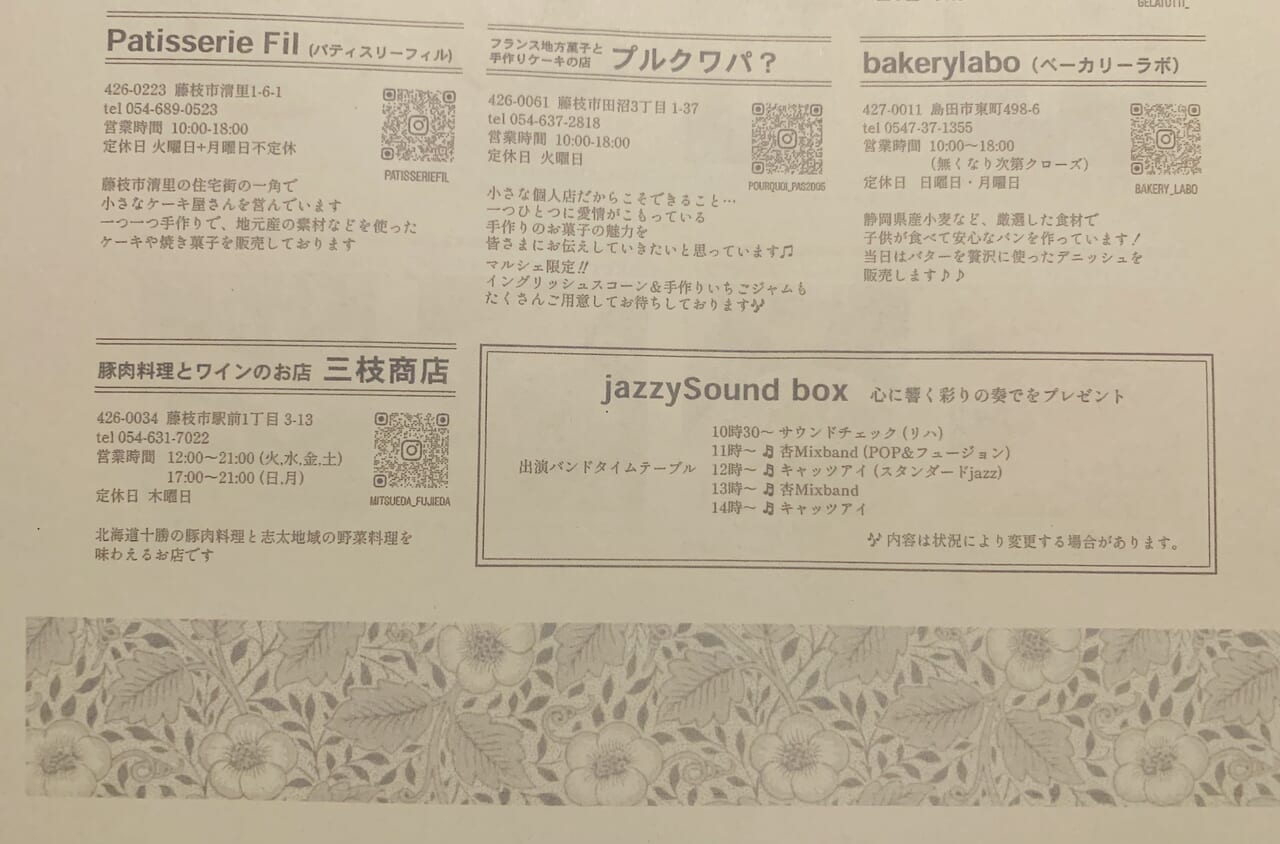 GELATOTTI_
Patisserie Fil (パティスリーフィル)
426-0223 藤枝市清里1-6-1
tel 054-689-0523
営業時間 10:00-18:00
定休日 火曜日+月曜日不定休
PATISSERIEFIL
藤枝市清里の住宅街の一角で
小さなケーキ屋さんを営んでいます
一つ一つ手作りで、地元産の素材などを使った
ケーキや焼き菓子を販売しております
フランス地方菓子と
手作りケーキの店 プルクワパ？
426-0061 藤枝市田沼3丁目1-37
tel 054-637-2818
営業時間 10:00-18:00
定休日 火曜日
POURQUOI_PAS2005
小さな個人店だからこそできること…
一つひとつに愛情がこもっている
手作りのお菓子の魅力を
皆さまにお伝えしていきたいと思っています♫
マルシェ限定!!
イングリッシュスコーン＆手作りいちごジャムも
たくさんご用意してお待ちしております🎶
bakerylabo（ベーカリーラボ）
427-0011 島田市東町498-6
tel 0547-37-1355
営業時間 10:00〜18:00
（無くなり次第クローズ）
定休日 日曜日・月曜日
BAKERY_LABO
静岡県産小麦など、厳選した食材で
子供が食べて安心なパンを作っています！
当日はバターを贅沢に使ったデニッシュを
販売します♪♪
豚肉料理とワインのお店 三枝商店
426-0034 藤枝市駅前1丁目 3-13
tel 054-631-7022
営業時間 12:00〜21:00 (火,水,金,土)
17:00〜21:00 (日,月)
定休日 木曜日
MITSUEDA_FUJIEDA
北海道十勝の豚肉料理と志太地域の野菜料理を
味わえるお店です
jazzySound box 心に響く彩りの奏でをプレゼント
出演バンドタイムテーブル
10時30〜 サウンドチェック (リハ)
11時〜 ♬ 杏Mixband (POP&フュージョン)
12時〜 ♬ キャッツアイ (スタンダードjazz)
13時〜 ♬ 杏Mixband
14時〜 ♬ キャッツアイ
🎶 内容は状況により変更する場合があります。